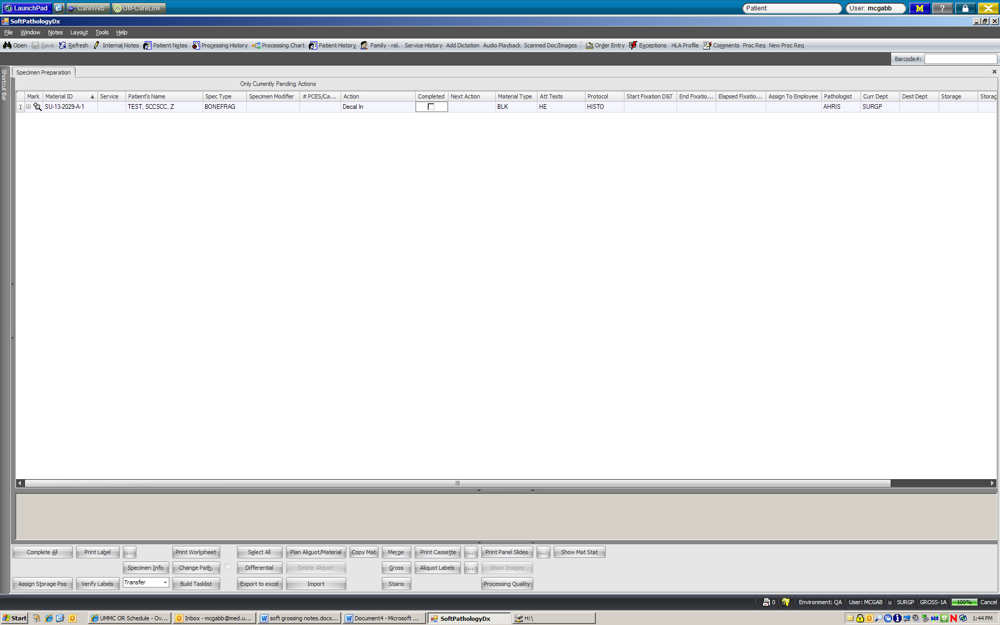 LaunchPad CareWeb UM-CareLink Patient: User: mcgabb M ?
SoftPathologyDx
File Window Notes Layout Tools Help
Open Save Refresh Internal Notes Patient Notes Processing History Processing Chart Patient History Family - rel. Service History Add Dictation Audio Playback Scanned Doc/Images Order Entry Exceptions HLA Profile Comments Proc Req New Proc Req
Barcode#:
Shortcut Bar
Specimen Preparation
Only Currently Pending Actions
Mark Material ID Service Patient's Name Spec Type Specimen Modifier # PCES/Ca... Action Completed Next Action Material Type Att Tests Protocol Start Fixation D&T End Fixatio... Elapsed Fixatio... Assign To Employee Pathologist Curr Dept Dest Dept Storage Storag
SU-13-2029-A-1 TEST, SCCSCC, Z BONEFRAG Decal In BLK HE HISTO AHRIS SURGP
Complete All Print Label ... Print Worksheet Select All Plan Aliquot/Material Copy Mat Merge Print Cassette ... Print Panel Slides ... Show Mat Stat
Specimen Info Change Path. Differential Delete Aliquot Gross Aliquot Labels ... Show Images
Assign Storage Pos Verify Labels Transfer Build Tasklist Export to excel Import Stains Processing Quality
0 Environment: QA User: MCGAB u SURGP GROSS-1A 100% Cancel
Start UMMC OR Schedule - Ov... Inbox - mcgabb@med.u... soft grossing notes.docx... Document4 - Microsoft ... SoftPathologyDx H:\ scc N 1:44 PM